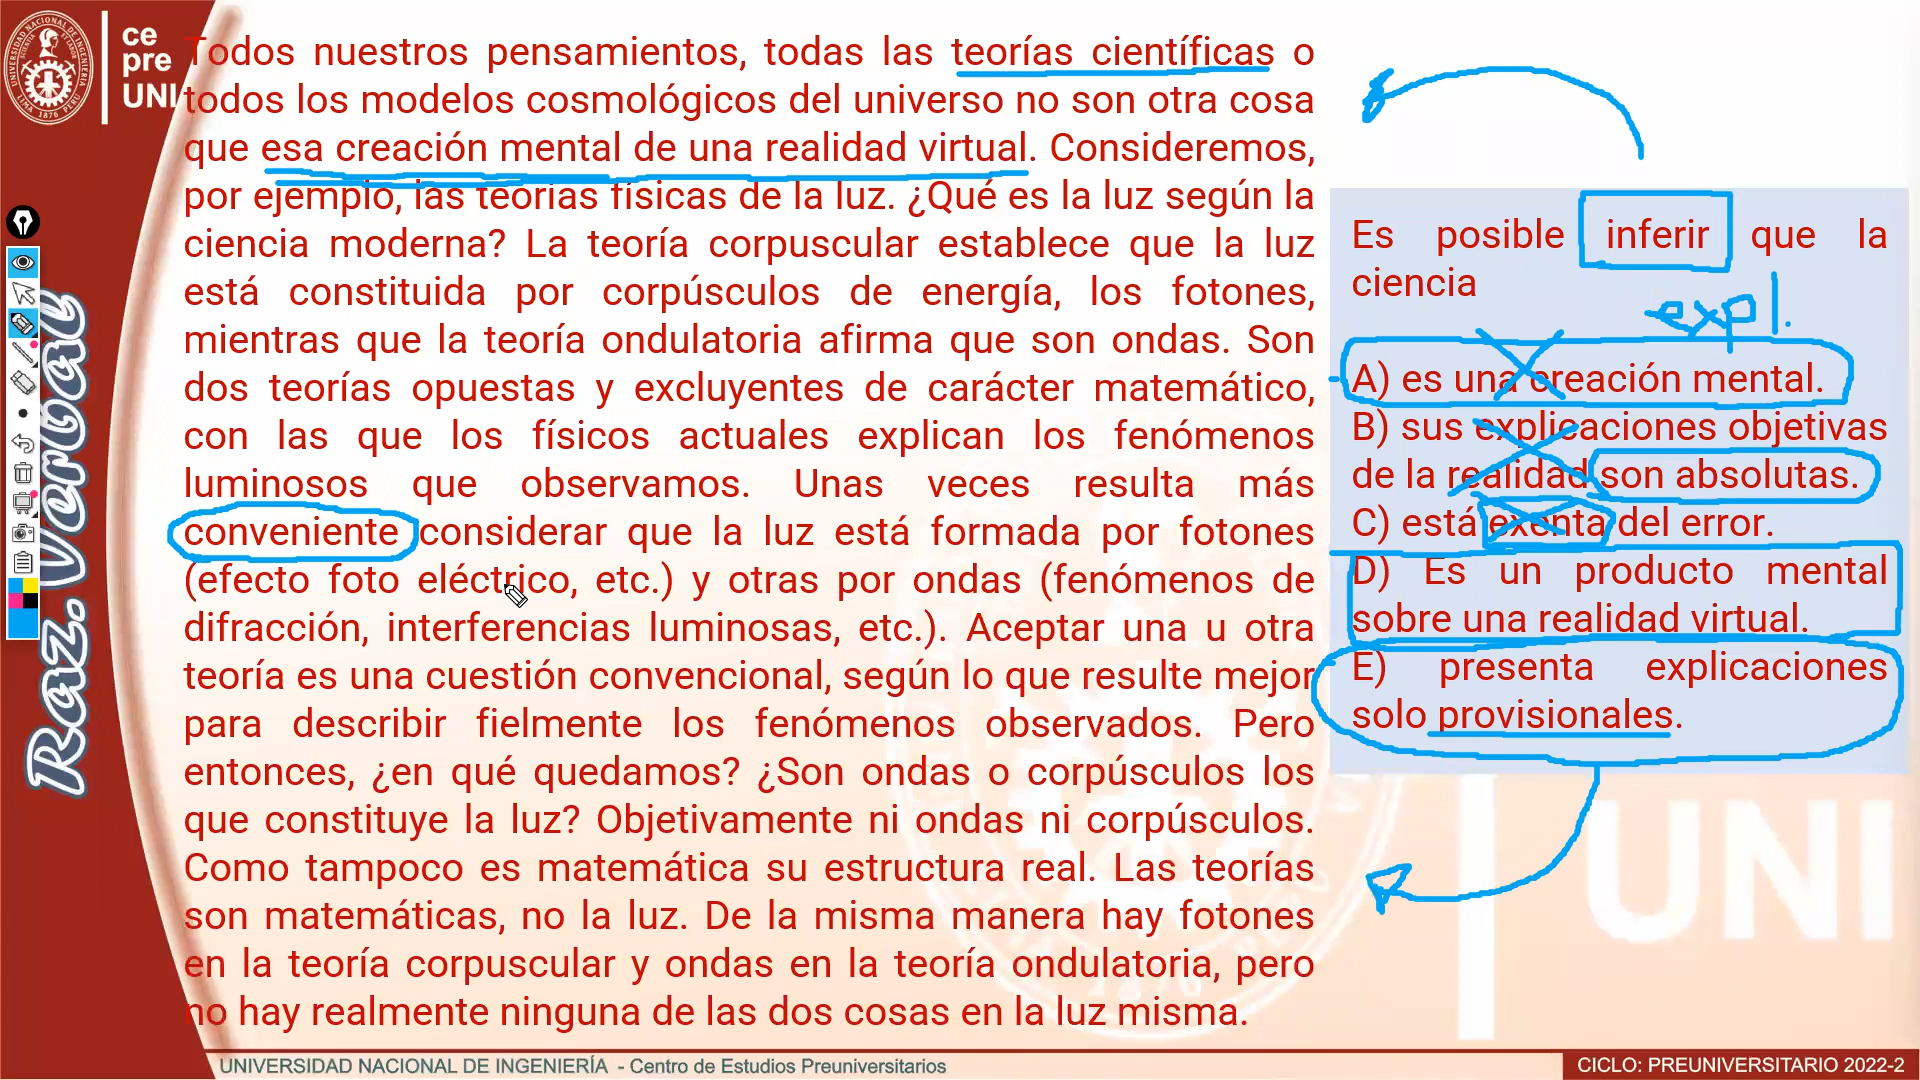 ce
pre
UNI
Todos nuestros pensamientos, todas las teorías científicas o
todos los modelos cosmológicos del universo no son otra cosa
que esa creación mental de una realidad virtual. Consideremos,
por ejemplo, las teorías físicas de la luz. ¿Qué es la luz según la
ciencia moderna? La teoría corpuscular establece que la luz
está constituida por corpúsculos de energía, los fotones,
mientras que la teoría ondulatoria afirma que son ondas. Son
dos teorías opuestas y excluyentes de carácter matemático,
con las que los físicos actuales explican los fenómenos
luminosos que observamos. Unas veces resulta más
conveniente considerar que la luz está formada por fotones
(efecto foto eléctrico, etc.) y otras por ondas (fenómenos de
difracción, interferencias luminosas, etc.). Aceptar una u otra
teoría es una cuestión convencional, según lo que resulte mejor
para describir fielmente los fenómenos observados. Pero
entonces, ¿en qué quedamos? ¿Son ondas o corpúsculos los
que constituye la luz? Objetivamente ni ondas ni corpúsculos.
Como tampoco es matemática su estructura real. Las teorías
son matemáticas, no la luz. De la misma manera hay fotones
en la teoría corpuscular y ondas en la teoría ondulatoria, pero
no hay realmente ninguna de las dos cosas en la luz misma.
Es posible inferir que la
ciencia
expl.
A) es una creación mental.
B) sus explicaciones objetivas
de la realidad son absolutas.
C) está exenta del error.
D) Es un producto mental
sobre una realidad virtual.
E) presenta explicaciones
solo provisionales.
Raz. Verbal
UNI
UNIVERSIDAD NACIONAL DE INGENIERÍA - Centro de Estudios Preuniversitarios
CICLO: PREUNIVERSITARIO 2022-2